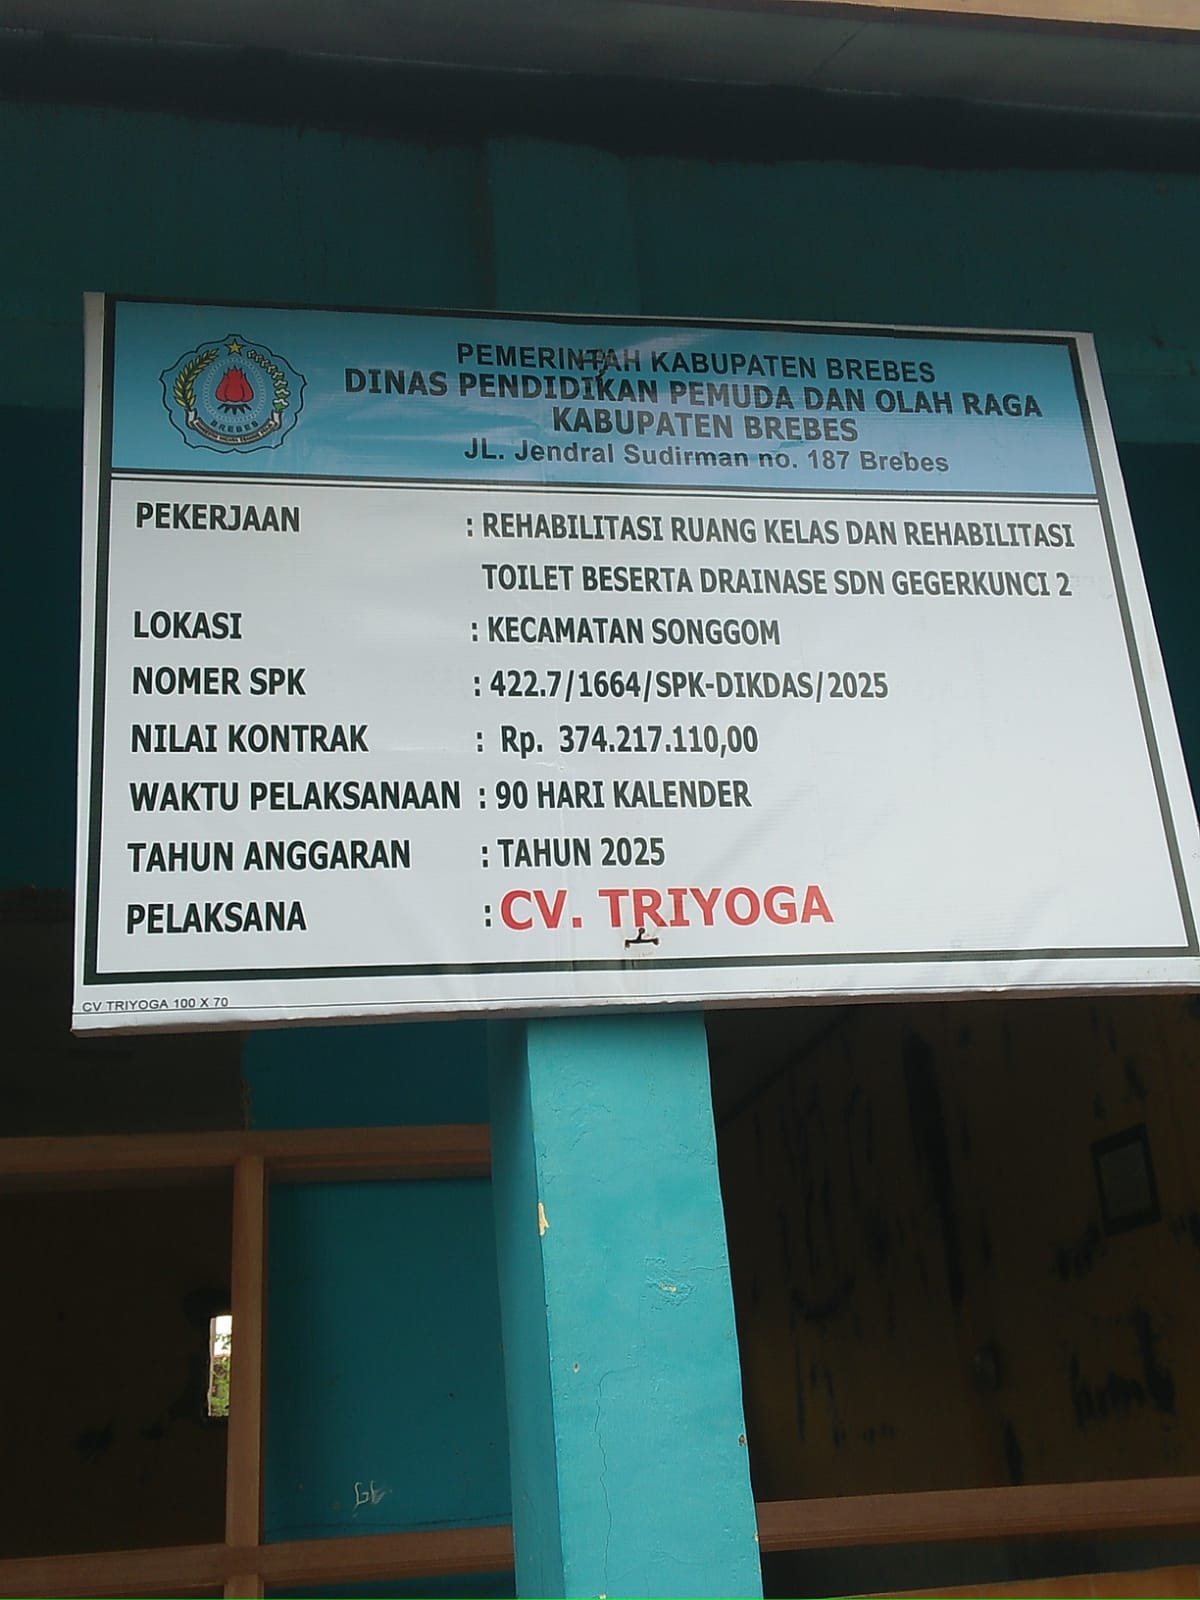 PEMERINTAH KABUPATEN BREBES
DINAS PENDIDIKAN PEMUDA DAN OLAH RAGA
KABUPATEN BREBES
JL. Jendral Sudirman no. 187 Brebes
BREBES
PEKERJAAN : REHABILITASI RUANG KELAS DAN REHABILITASI
TOILET BESERTA DRAINASE SDN GEGERKUNCI 2
LOKASI : KECAMATAN SONGGOM
NOMER SPK : 422.7/1664/SPK-DIKDAS/2025
NILAI KONTRAK : Rp. 374.217.110,00
WAKTU PELAKSANAAN : 90 HARI KALENDER
TAHUN ANGGARAN : TAHUN 2025
PELAKSANA : CV. TRIYOGA
CV TRIYOGA 100 X 70